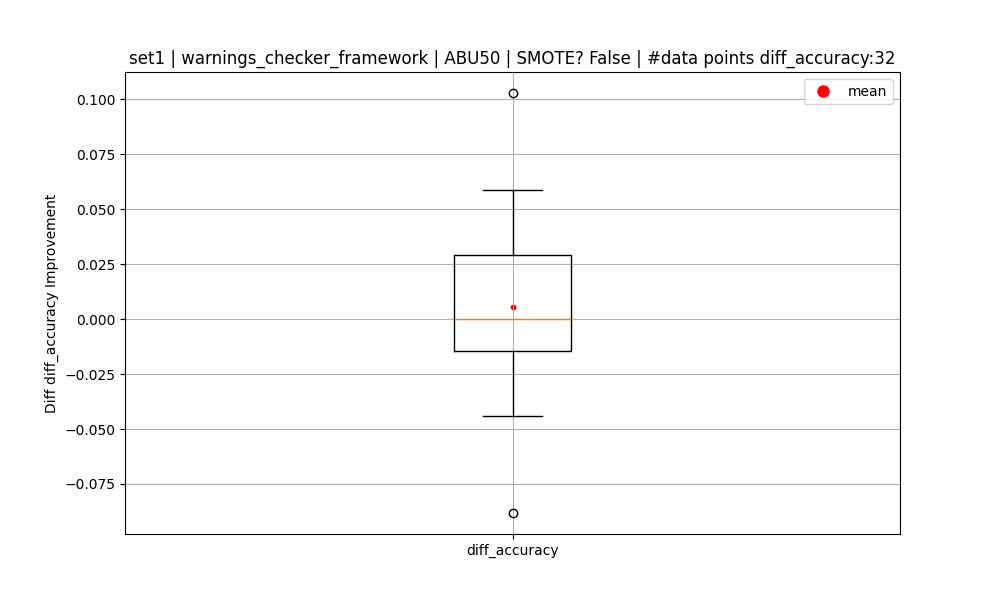 set1 | warnings_checker_framework | ABU50 | SMOTE? False | #data points diff_accuracy:32
mean
0.100
0.075
0.050
0.025
0.000
−0.025
−0.050
−0.075
Diff diff_accuracy Improvement
diff_accuracy